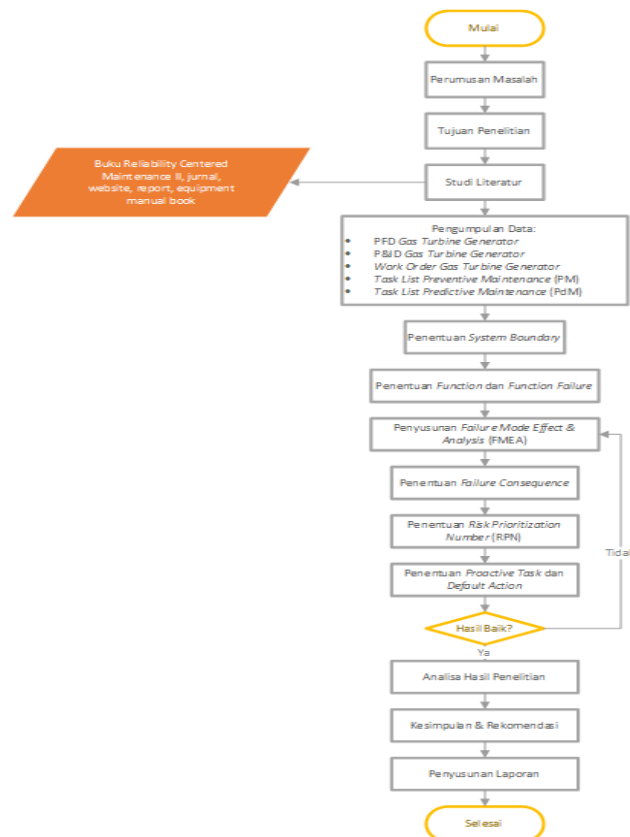 Mulai
Perumusan Masalah
Tujuan Penelitian
Buku Reliability Centered
Maintenance II, jurnal,
website, report, equipment
manual book
Studi Literatur
Pengumpulan Data:
• PFD Gas Turbine Generator
• P&ID Gas Turbine Generator
• Work Order Gas Turbine Generator
• Task List Preventive Maintenance (PM)
• Task List Predictive Maintenance (PdM)
Penentuan System Boundary
Penentuan Function dan Function Failure
Penyusunan Failure Mode Effect &
Analysis (FMEA)
Penentuan Failure Consequence
Penentuan Risk Prioritization
Number (RPN)
Tidak
Penentuan Proactive Task dan
Default Action
Hasil Baik?
Ya
Analisa Hasil Penelitian
Kesimpulan & Rekomendasi
Penyusunan Laporan
Selesai